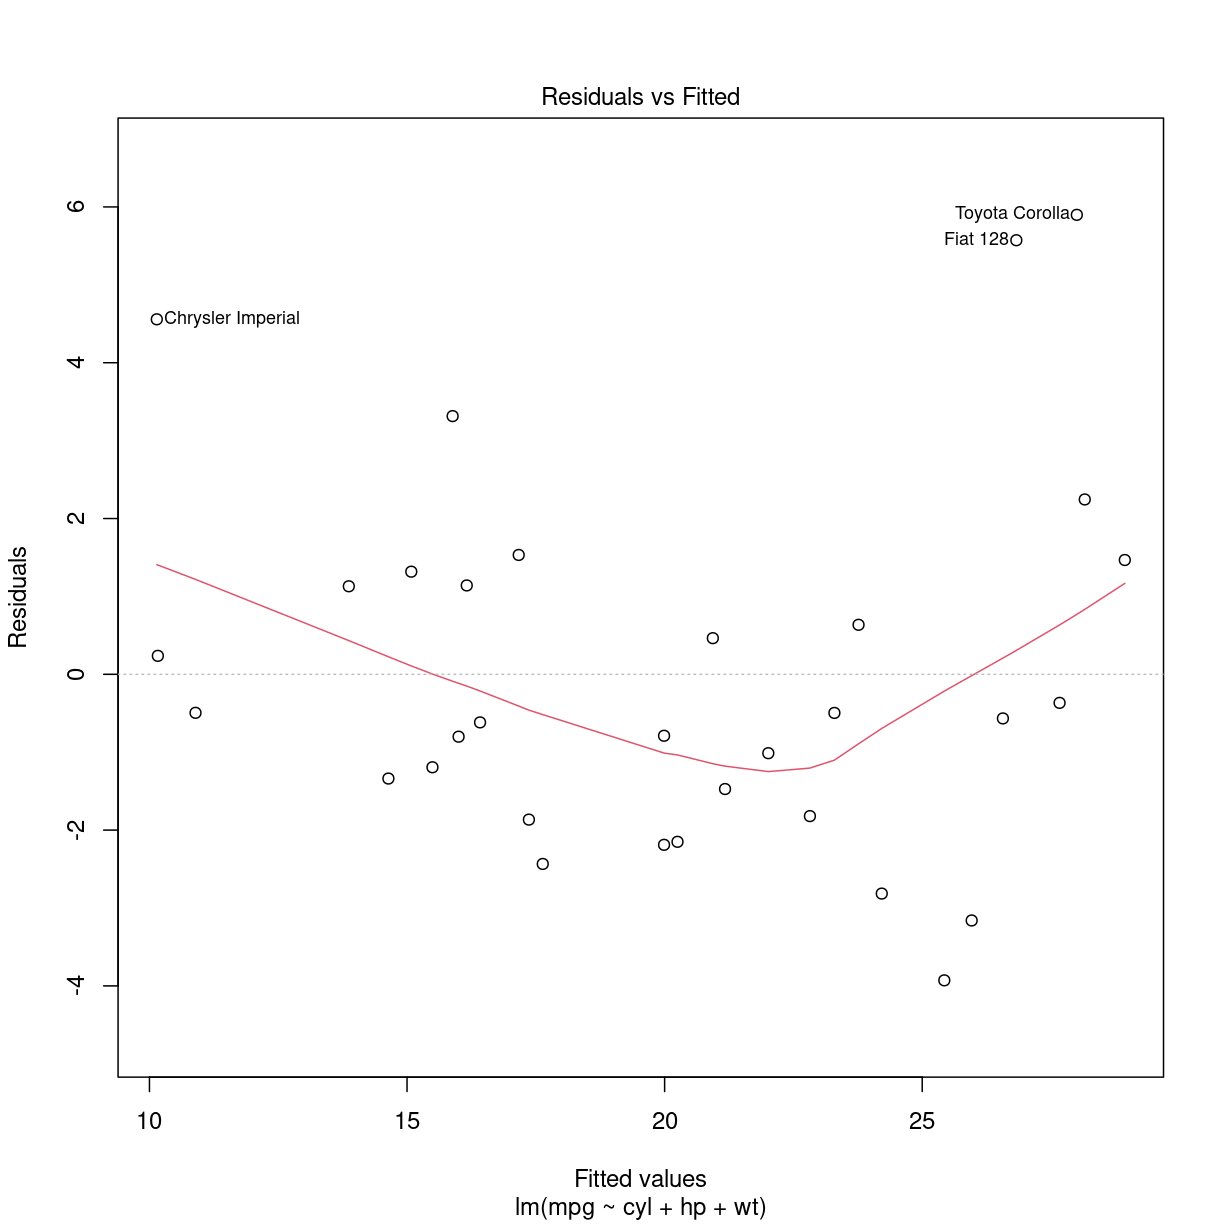 Residuals vs Fitted
Toyota Corolla
Fiat 128
Chrysler Imperial
6
4
2
0
-2
-4
Residuals
10 15 20 25
Fitted values
lm(mpg ~ cyl + hp + wt)